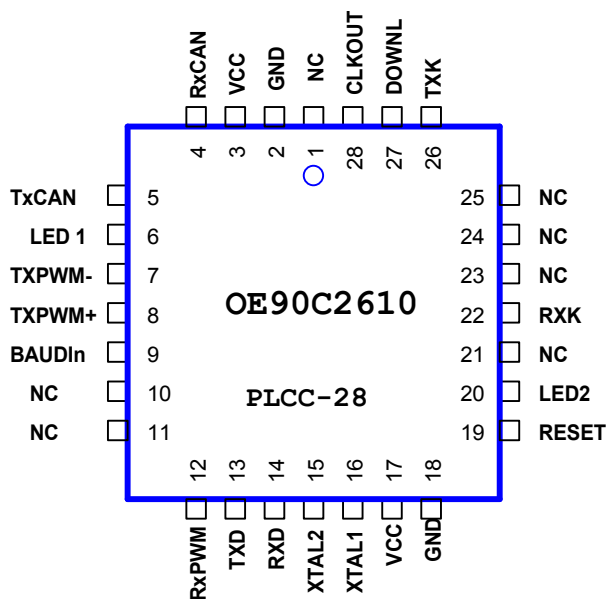 RxCAN VCC GND NC CLKOUT DOWNL TXK
4 3 2 1 28 27 26
TxCAN 5 25 NC
LED 1 6 24 NC
TXPWM- 7 23 NC
TXPWM+ 8 22 RXK
BAUDIn 9 21 NC
NC 10 20 LED2
NC 11 19 RESET
OE90C2610
PLCC-28
12 13 14 15 16 17 18
RxPWM TXD RXD XTAL2 XTAL1 VCC GND